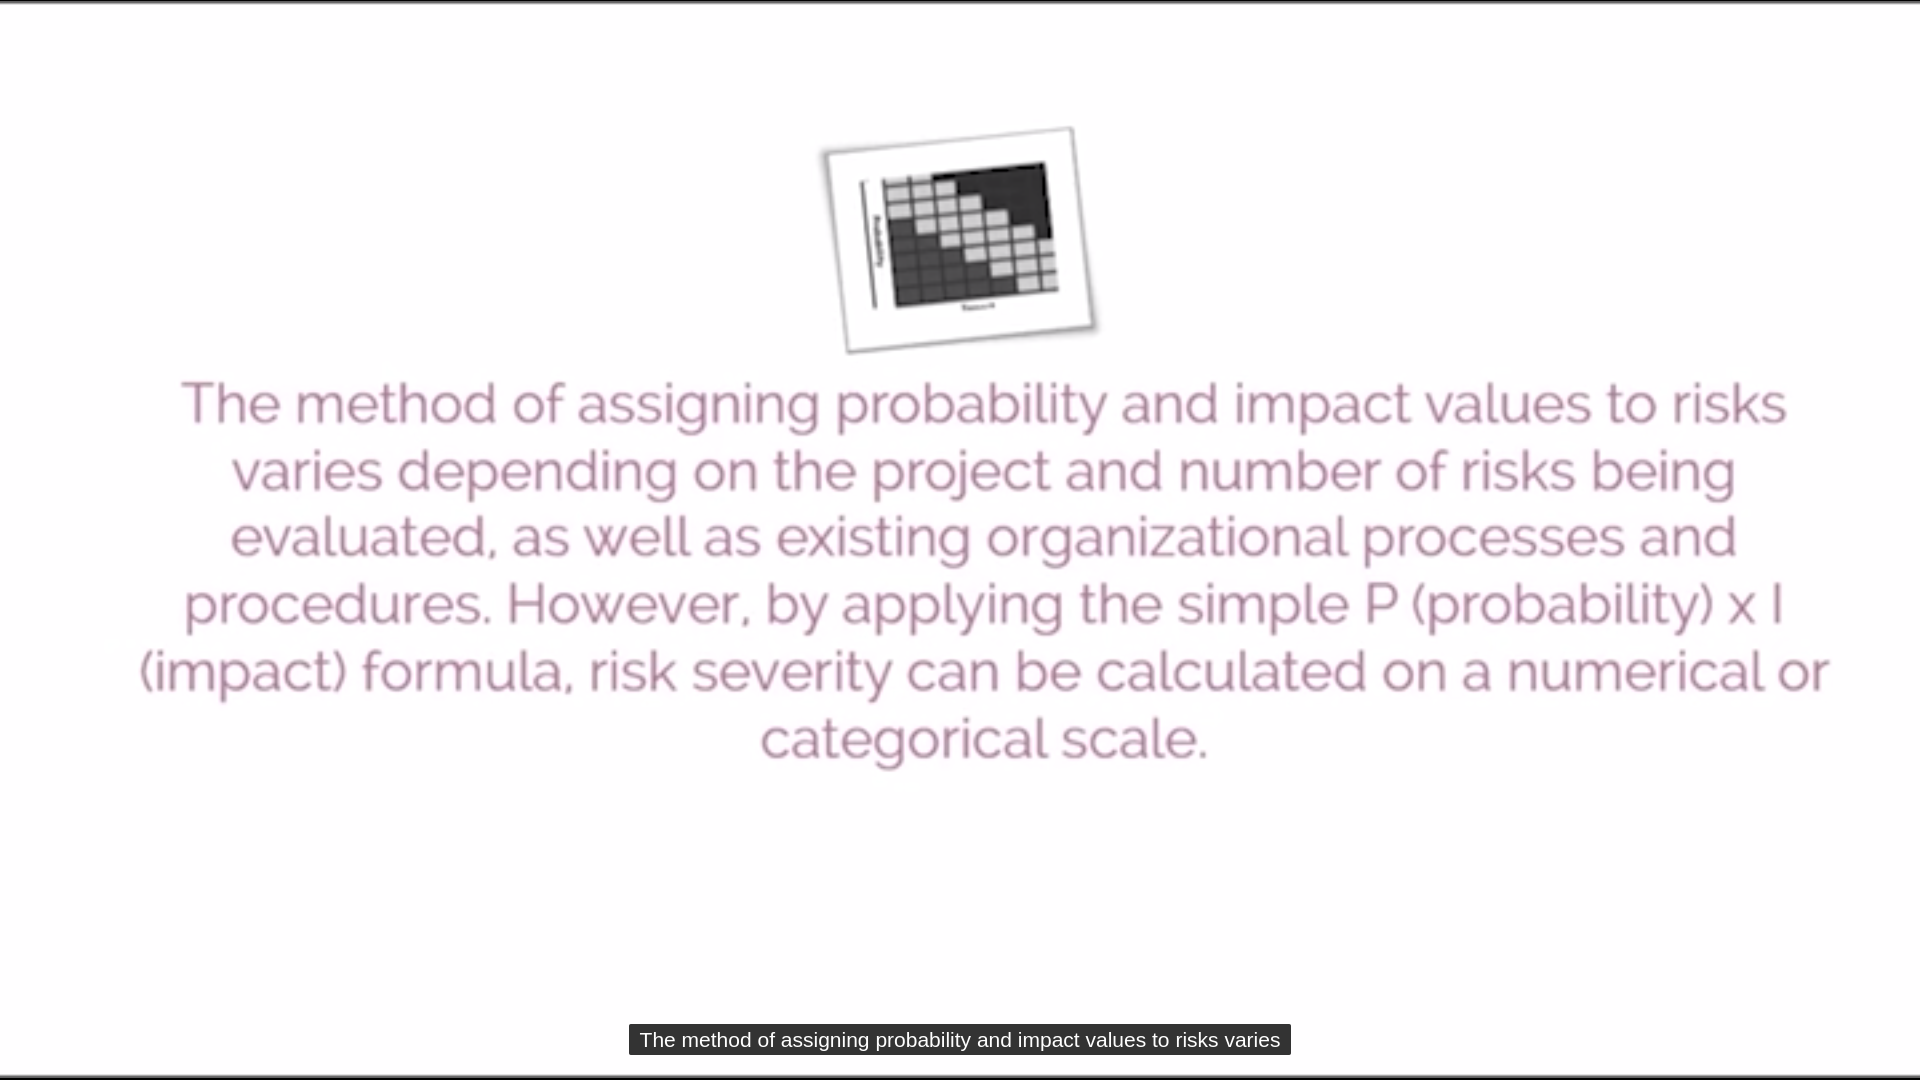 Probability
Impact
The method of assigning probability and impact values to risks
varies depending on the project and number of risks being
evaluated, as well as existing organizational processes and
procedures. However, by applying the simple P (probability) x I
(impact) formula, risk severity can be calculated on a numerical or
categorical scale.
The method of assigning probability and impact values to risks varies